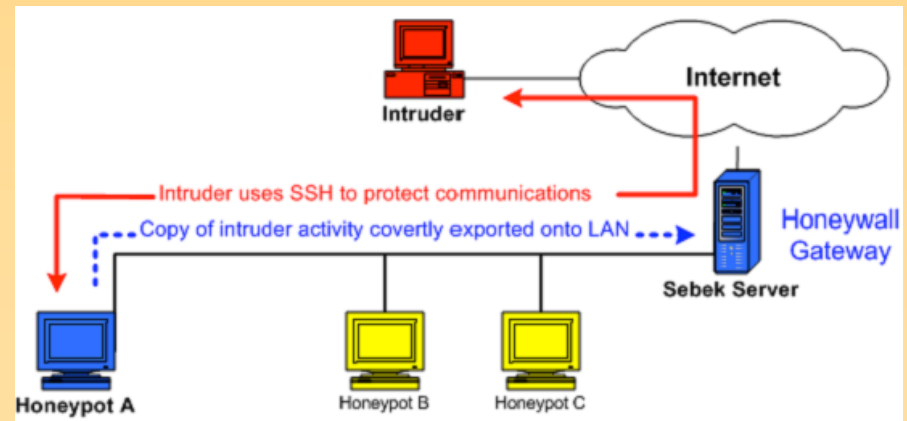 Internet
Intruder
Intruder uses SSH to protect communications
Copy of intruder activity covertly exported onto LAN
Honeywall
Gateway
Sebek Server
Honeypot A
Honeypot B
Honeypot C